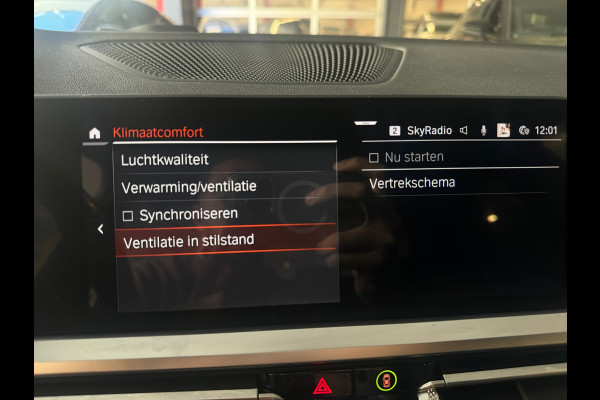 Klimaatcomfort
2 SkyRadio 12:01
Luchtkwaliteit
Verwarming/ventilatie
Synchroniseren
Ventilatie in stilstand
Nu starten
Vertrekschema